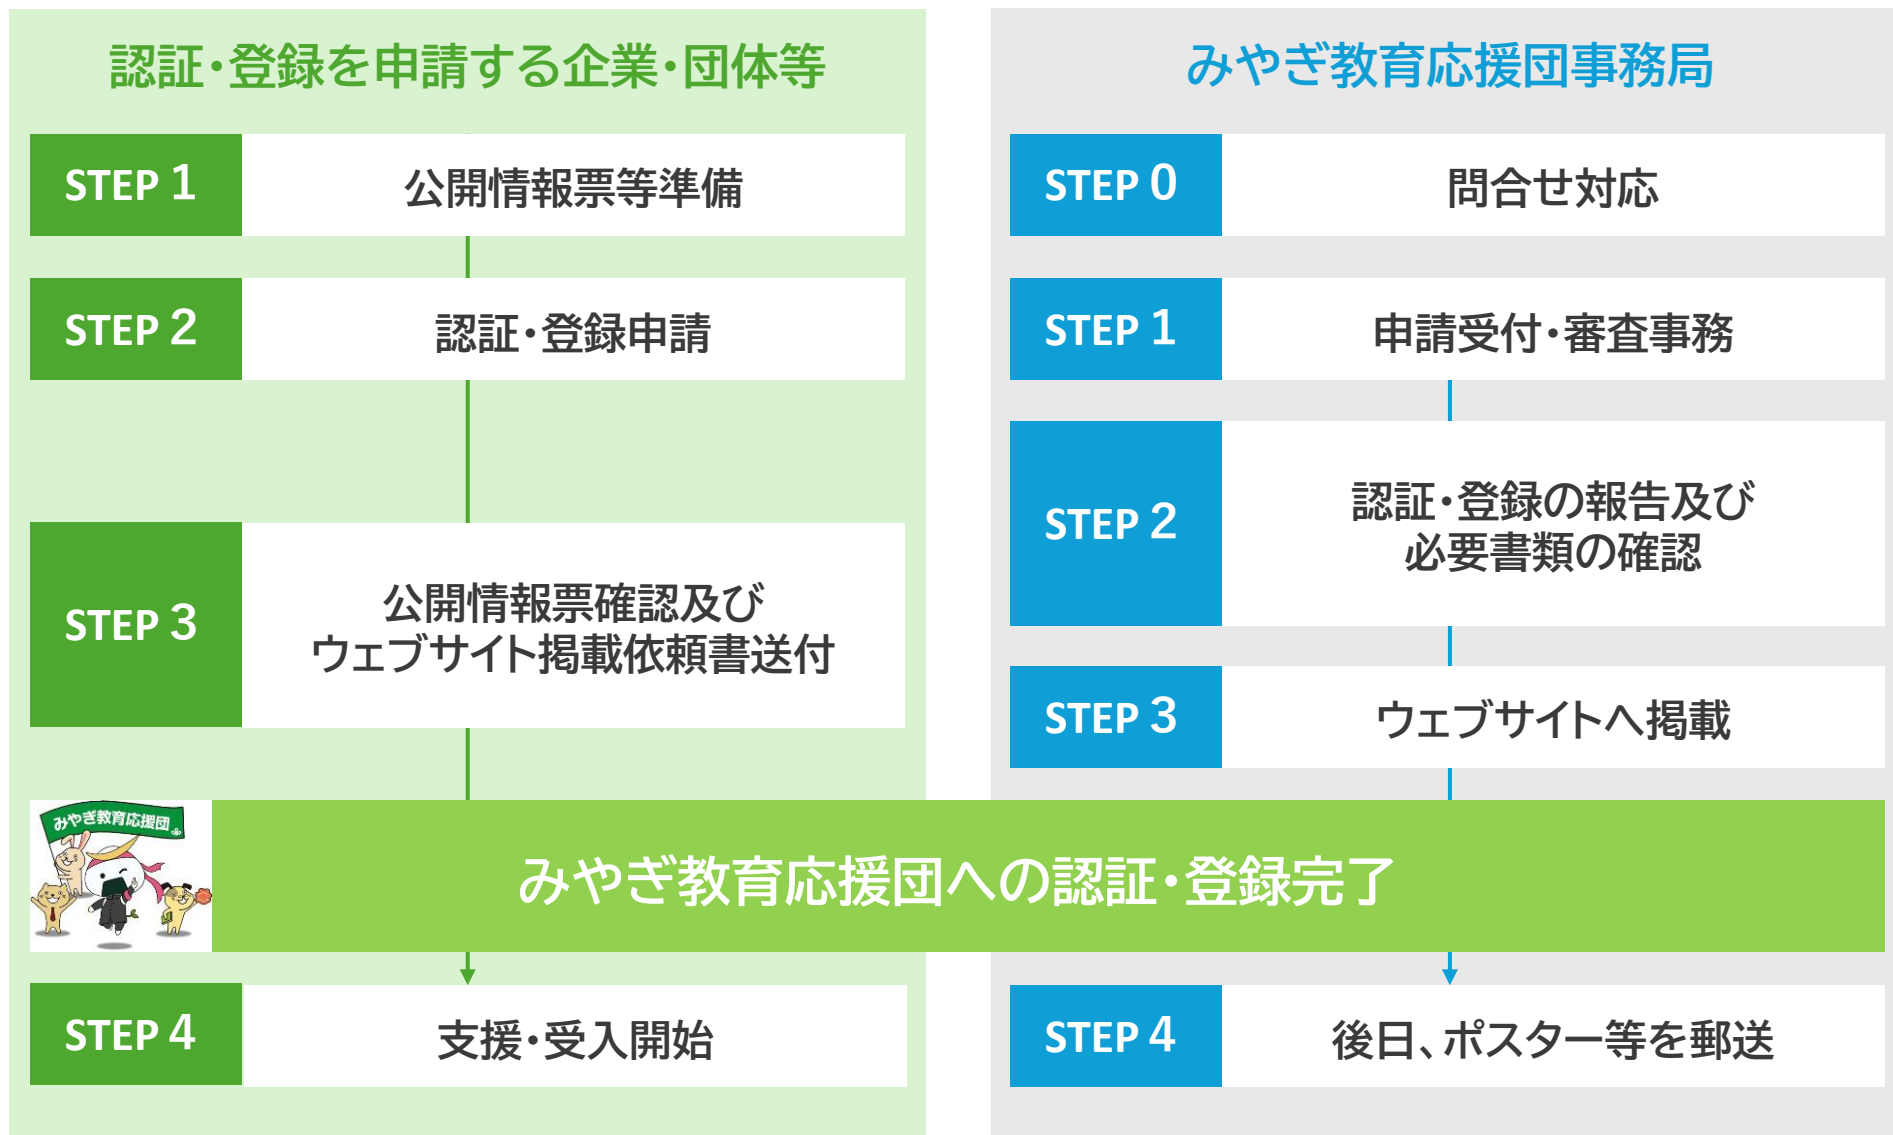 認証・登録を申請する企業・団体等
STEP 1
公開情報票等準備
STEP 2
認証・登録申請
STEP 3
公開情報票確認及び
ウェブサイト掲載依頼書送付
みやぎ教育応援団事務局
STEP 0
問合せ対応
STEP 1
申請受付・審査事務
STEP 2
認証・登録の報告及び
必要書類の確認
STEP 3
ウェブサイトへ掲載
みやぎ教育応援団
みやぎ教育応援団への認証・登録完了
STEP 4
支援・受入開始
STEP 4
後日、ポスター等を郵送